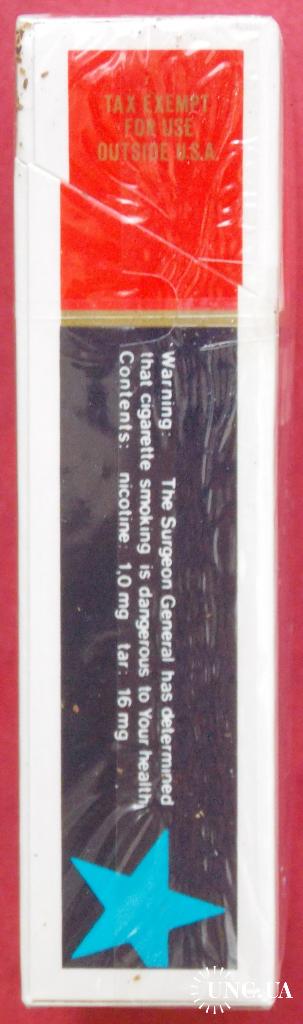 TAX EXEMPT
FOR USE
OUTSIDE U.S.A.
Warning: The Surgeon General has determined
that cigarette smoking is dangerous to Your health,
Contents: nicotine: 1,0 mg tar: 16 mg
UNC.UA